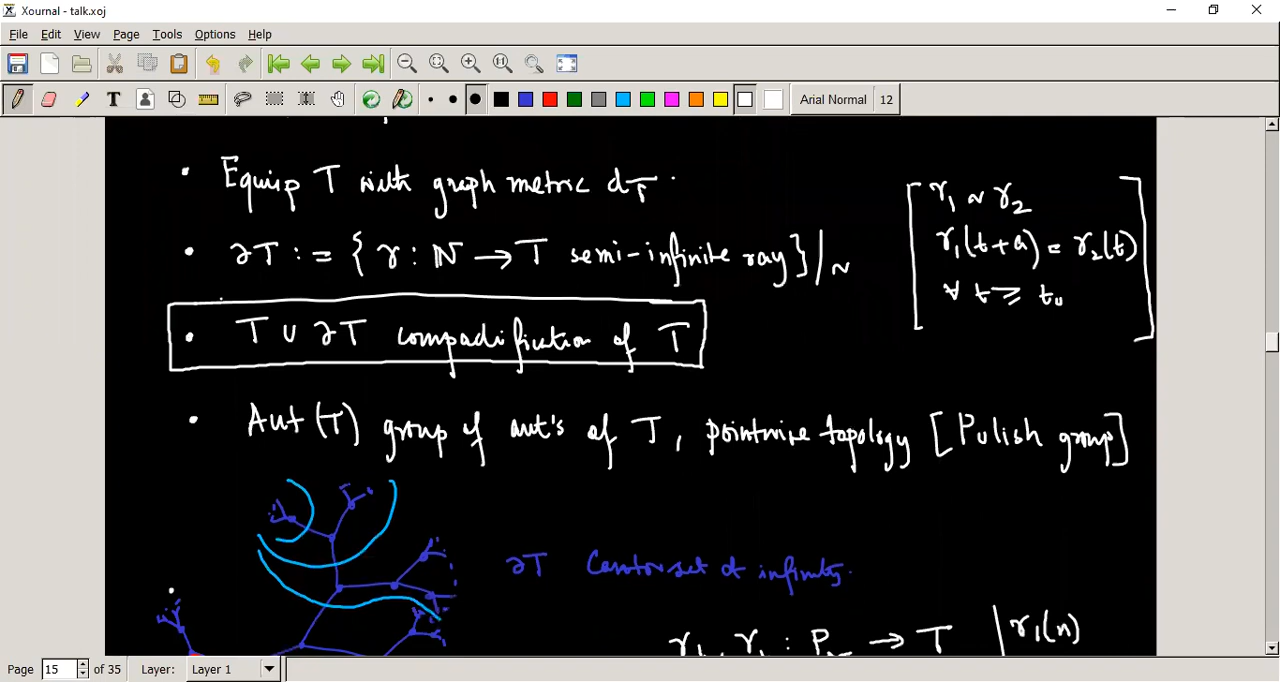 Xournal - talk.xoj
File Edit View Page Tools Options Help
Arial Normal 12
• Equip T with graph metric d_T.
• ∂T := { γ : ℕ → T semi-infinite ray } / ~
[ γ₁ ~ γ₂
γ₁(t+a) = γ₂(t)
∀ t ≥ t₀ ]
• T ∪ ∂T compactification of T
• Aut(T) group of aut's of T, pointwise topology [Polish group]
∂T Cantor set at infinity.
→ T | γ₁(n)
Page 15 of 35 Layer: Layer 1